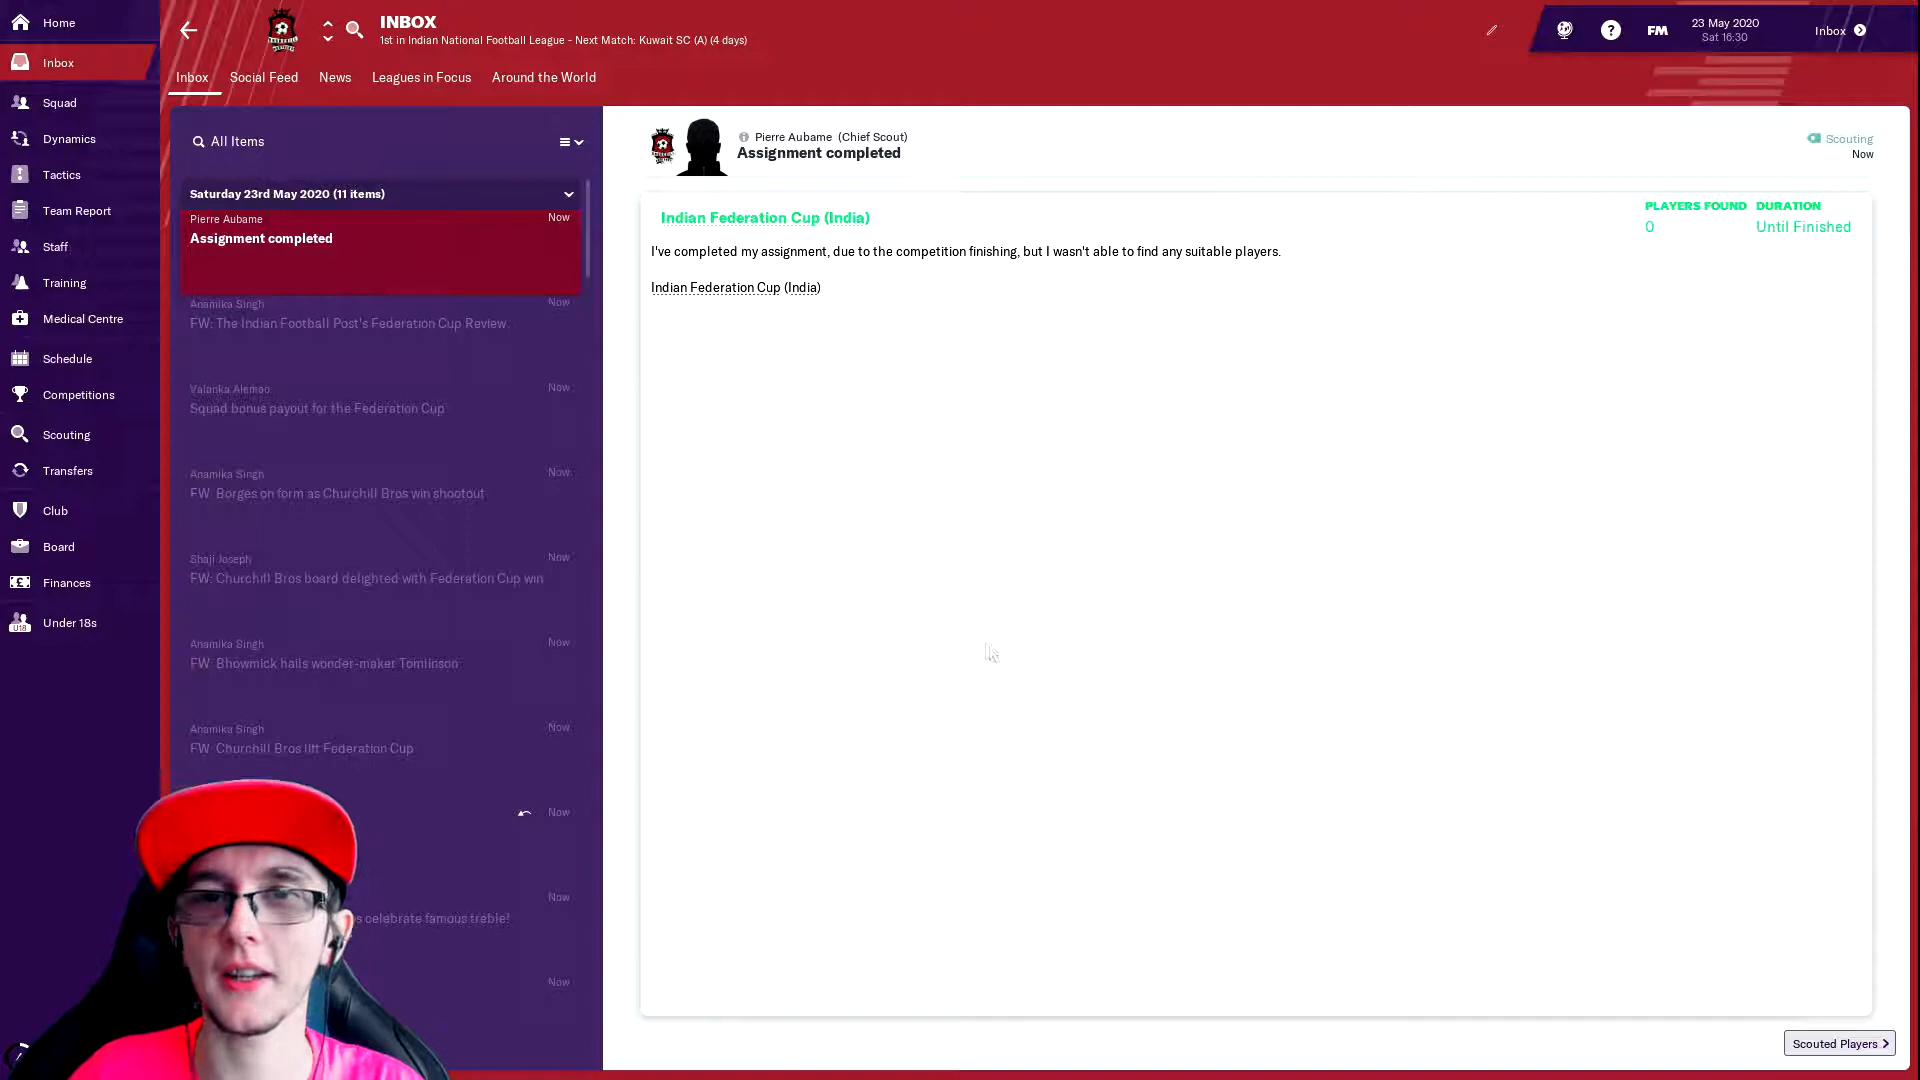 Home
Inbox
Squad
Dynamics
Tactics
Team Report
Staff
Training
Medical Centre
Schedule
Competitions
Scouting
Transfers
Club
Board
Finances
Under 18s
U18
INBOX
1st in Indian National Football League - Next Match: Kuwait SC (A) (4 days)
FM
23 May 2020
Sat 16:30
Inbox
Inbox Social Feed News Leagues in Focus Around the World
All Items
Saturday 23rd May 2020 (11 items)
Pierre Aubame Now
Assignment completed
Anamika Singh Now
FW: The Indian Football Post's Federation Cup Review
Valanka Alemao Now
Squad bonus payout for the Federation Cup
Anamika Singh Now
FW: Borges on form as Churchill Bros win shootout
Shaji Joseph Now
FW: Churchill Bros board delighted with Federation Cup win
Anamika Singh Now
FW: Bhowmick hails wonder-maker Tomlinson
Anamika Singh Now
FW: Churchill Bros lift Federation Cup
Now
Now
celebrate famous treble!
Now
Pierre Aubame (Chief Scout)
Assignment completed
Scouting
Now
Indian Federation Cup (India)
PLAYERS FOUND DURATION
0 Until Finished
I've completed my assignment, due to the competition finishing, but I wasn't able to find any suitable players.
Indian Federation Cup (India)
Scouted Players